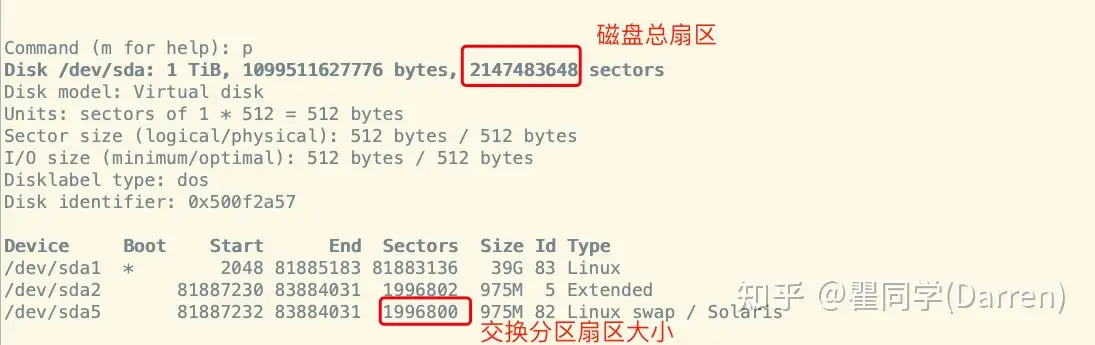 磁盘总扇区
Command (m for help): p
Disk /dev/sda: 1 TiB, 1099511627776 bytes, 2147483648 sectors
Disk model: Virtual disk
Units: sectors of 1 * 512 = 512 bytes
Sector size (logical/physical): 512 bytes / 512 bytes
I/O size (minimum/optimal): 512 bytes / 512 bytes
Disklabel type: dos
Disk identifier: 0x500f2a57
Device Boot Start End Sectors Size Id Type
/dev/sda1 * 2048 81885183 81883136 39G 83 Linux
/dev/sda2 81887230 83884031 1996802 975M 5 Extended
/dev/sda5 81887232 83884031 1996800 975M 82 Linux swap / Solaris
知乎 @瞿同学(Darren)
交换分区扇区大小